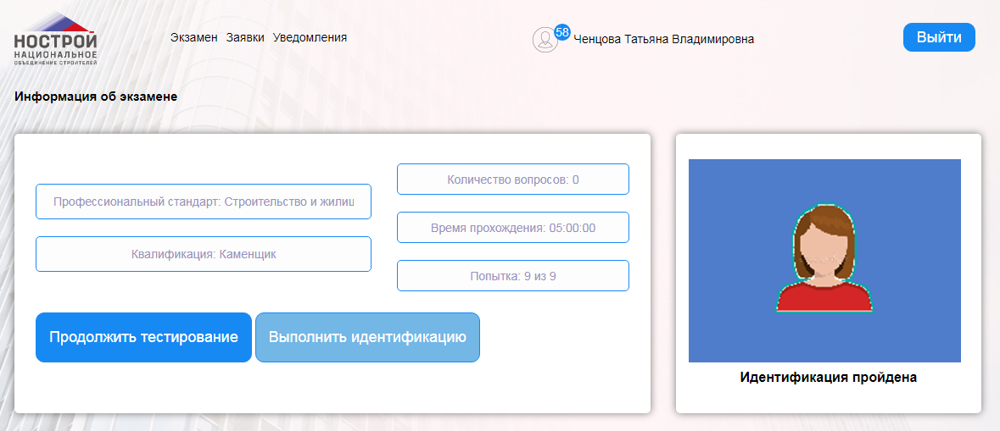 НОСТРОЙ
НАЦИОНАЛЬНОЕ
ОБЪЕДИНЕНИЕ СТРОИТЕЛЕЙ
Экзамен Заявки Уведомления
58
Ченцова Татьяна Владимировна
Выйти
Информация об экзамене
Профессиональный стандарт: Строительство и жилищ
Квалификация: Каменщик
Количество вопросов: 0
Время прохождения: 05:00:00
Попытка: 9 из 9
Продолжить тестирование
Выполнить идентификацию
Идентификация пройдена